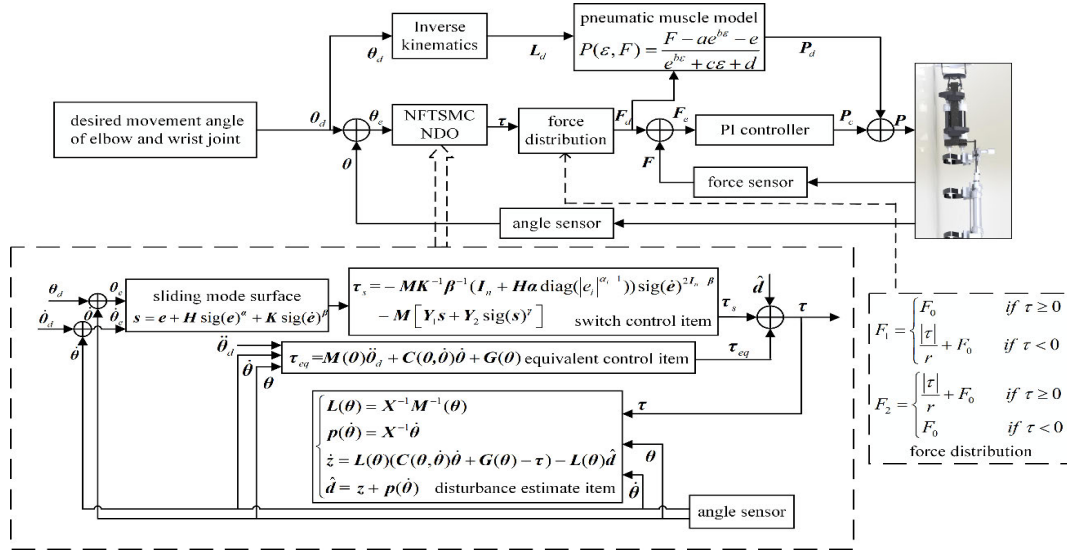 Inverse
kinematics
pneumatic muscle model
P(ε, F) = (F − ae^{bε} − e) / (e^{bε} + cε + d)
θ_d
L_d
P_d
desired movement angle
of elbow and wrist joint
θ_d
θ_e
NFTSMC
NDO
τ
force
distribution
F_d
F_e
PI controller
P_c
P
θ
F
force sensor
angle sensor
θ_d
θ_e
θ̇_d
θ̇_e
θ̇
θ
sliding mode surface
s = e + H sig(e)^α + K sig(ė)^β
τ_s = − MK^{−1}β^{−1}(I_n + Hα diag(|e_i|^{α_i −1})) sig(ė)^{2I_n β}
− M[Y_1 s + Y_2 sig(s)^γ]
switch control item
d̂
τ_s
τ
θ̈_d
θ̇
θ
τ_eq = M(θ)θ̈_d + C(θ,θ̇)θ̇ + G(θ) equivalent control item
τ_eq
L(θ) = X^{−1}M^{−1}(θ)
p(θ̇) = X^{−1}θ̇
ż = L(θ)(C(θ,θ̇)θ̇ + G(θ) − τ) − L(θ)d̂
d̂ = z + p(θ̇) disturbance estimate item
τ
θ
θ̇
angle sensor
F_1 = { F_0 if τ ≥ 0
|τ|/r + F_0 if τ < 0
F_2 = { |τ|/r + F_0 if τ ≥ 0
F_0 if τ < 0
force distribution